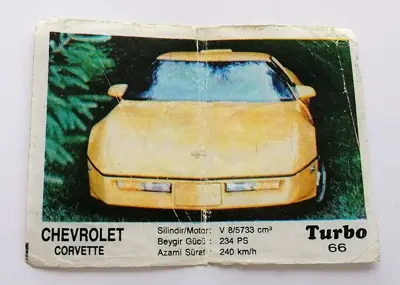 CHEVROLET
CORVETTE
Silindir/Motor: V 8/5733 cm³
Beygir Gücü : 234 PS
Azami Sürat : 240 km/h
Turbo
66